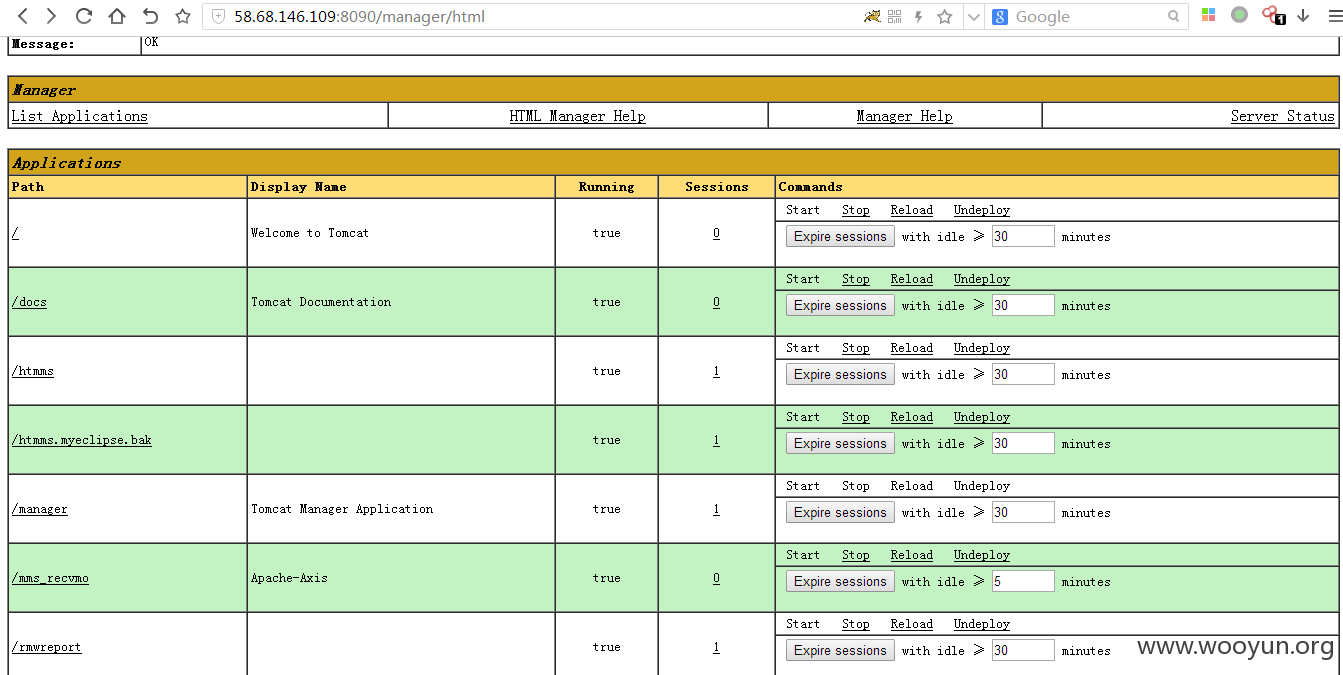 58.68.146.109:8090/manager/html Google 1
Message: OK
Manager
List Applications HTML Manager Help Manager Help Server Status
Applications
Path Display Name Running Sessions Commands
Start Stop Reload Undeploy
/ Welcome to Tomcat true 0
Expire sessions with idle ≥ 30 minutes
Start Stop Reload Undeploy
/docs Tomcat Documentation true 0
Expire sessions with idle ≥ 30 minutes
Start Stop Reload Undeploy
/htmms true 1
Expire sessions with idle ≥ 30 minutes
Start Stop Reload Undeploy
/htmms.myeclipse.bak true 1
Expire sessions with idle ≥ 30 minutes
Start Stop Reload Undeploy
/manager Tomcat Manager Application true 1
Expire sessions with idle ≥ 30 minutes
Start Stop Reload Undeploy
/mms_recvmo Apache-Axis true 0
Expire sessions with idle ≥ 5 minutes
Start Stop Reload Undeploy
/rmwreport true 1
Expire sessions with idle ≥ 30 minutes
www.wooyun.org